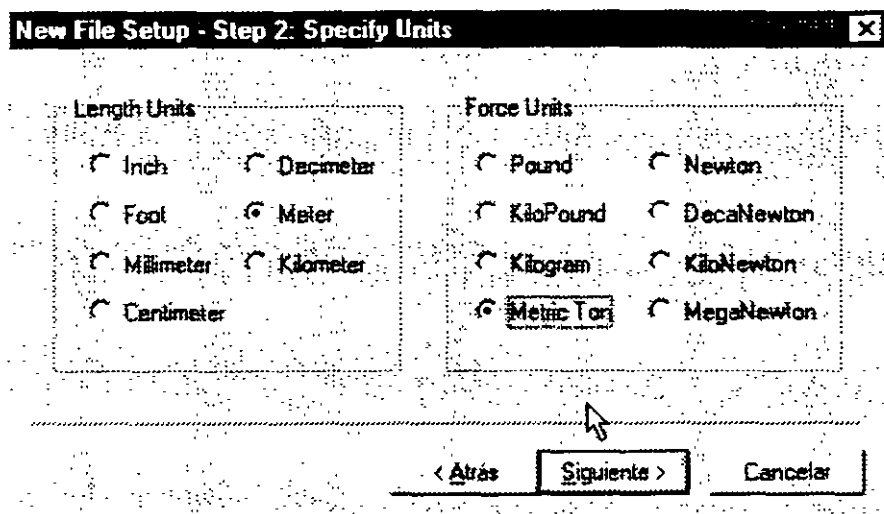 New File Setup - Step 2: Specify Units
Length Units
Inch
Decimeter
Foot
Meter
Millimeter
Kilometer
Centimeter
Force Units
Pound
Newton
KiloPound
DecaNewton
Kilogram
KiloNewton
Metric Ton
MegaNewton
< Atrás
Siguiente >
Cancelar